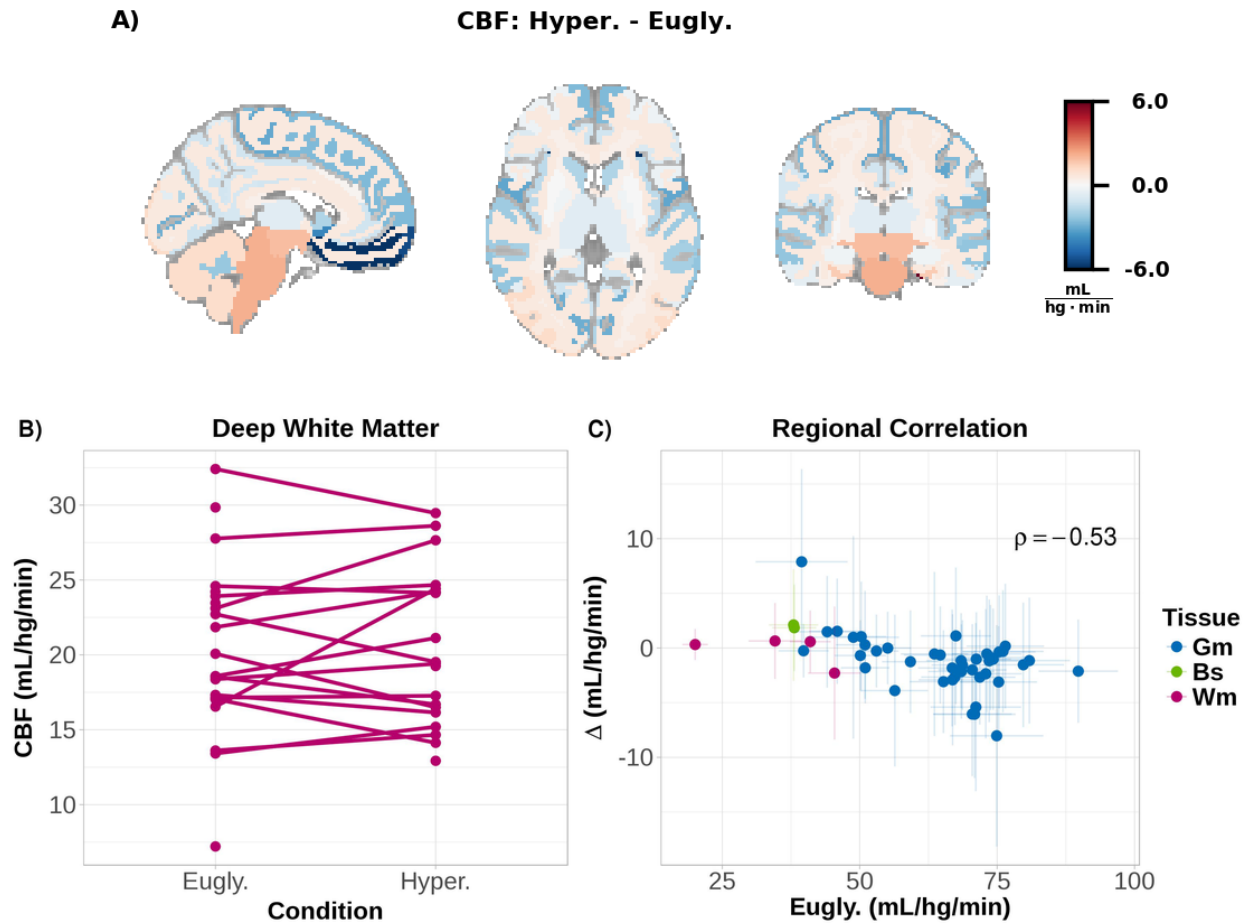 A)
CBF: Hyper. - Eugly.
6.0
0.0
-6.0
mL
hg · min
B)
Deep White Matter
CBF (mL/hg/min)
30
25
20
15
10
Eugly.
Hyper.
Condition
C)
Regional Correlation
ρ = −0.53
Δ (mL/hg/min)
10
0
-10
25
50
75
100
Eugly. (mL/hg/min)
Tissue
Gm
Bs
Wm